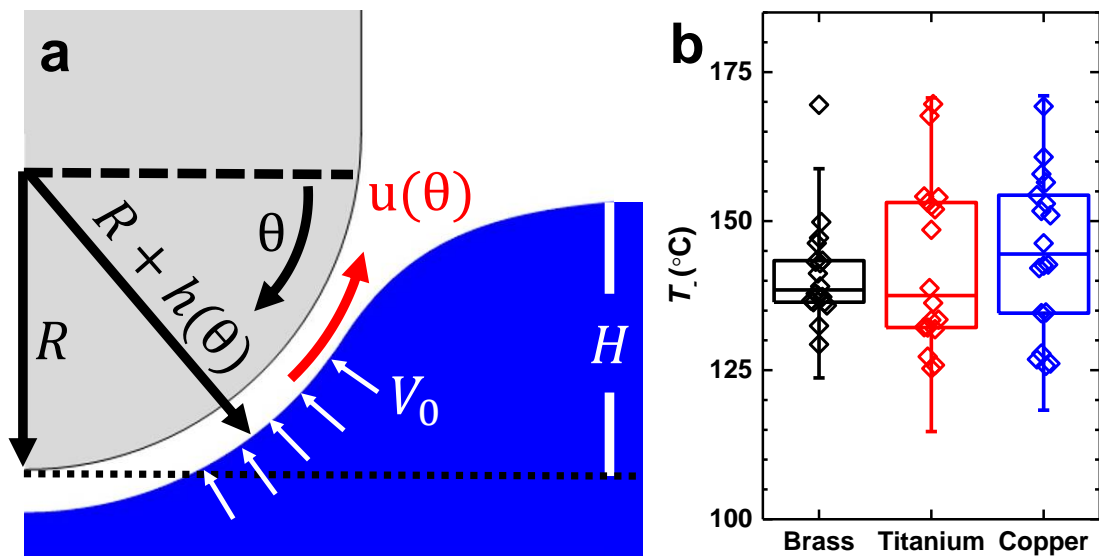 a
R
R + h(θ)
θ
u(θ)
V₀
H
b
T₋ (°C)
175
150
125
100
Brass Titanium Copper